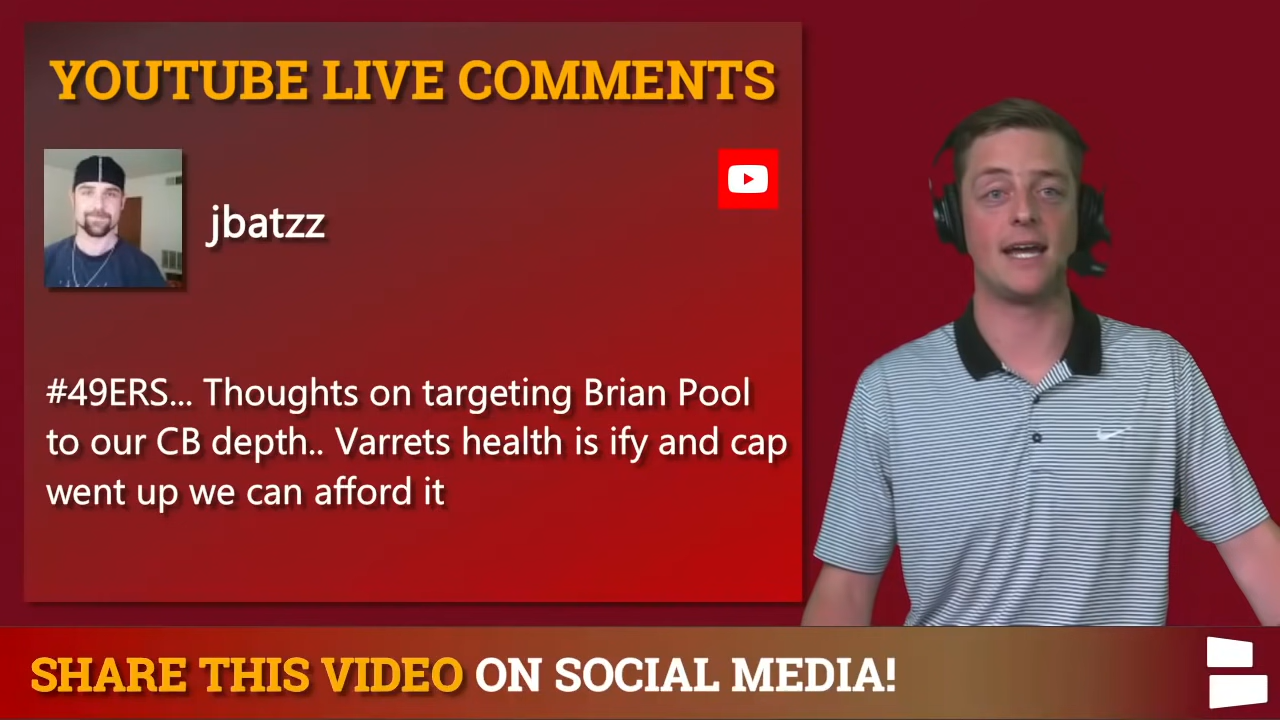 YOUTUBE LIVE COMMENTS
jbatzz
#49ERS... Thoughts on targeting Brian Pool
to our CB depth.. Varrets health is ify and cap
went up we can afford it
SHARE THIS VIDEO ON SOCIAL MEDIA!